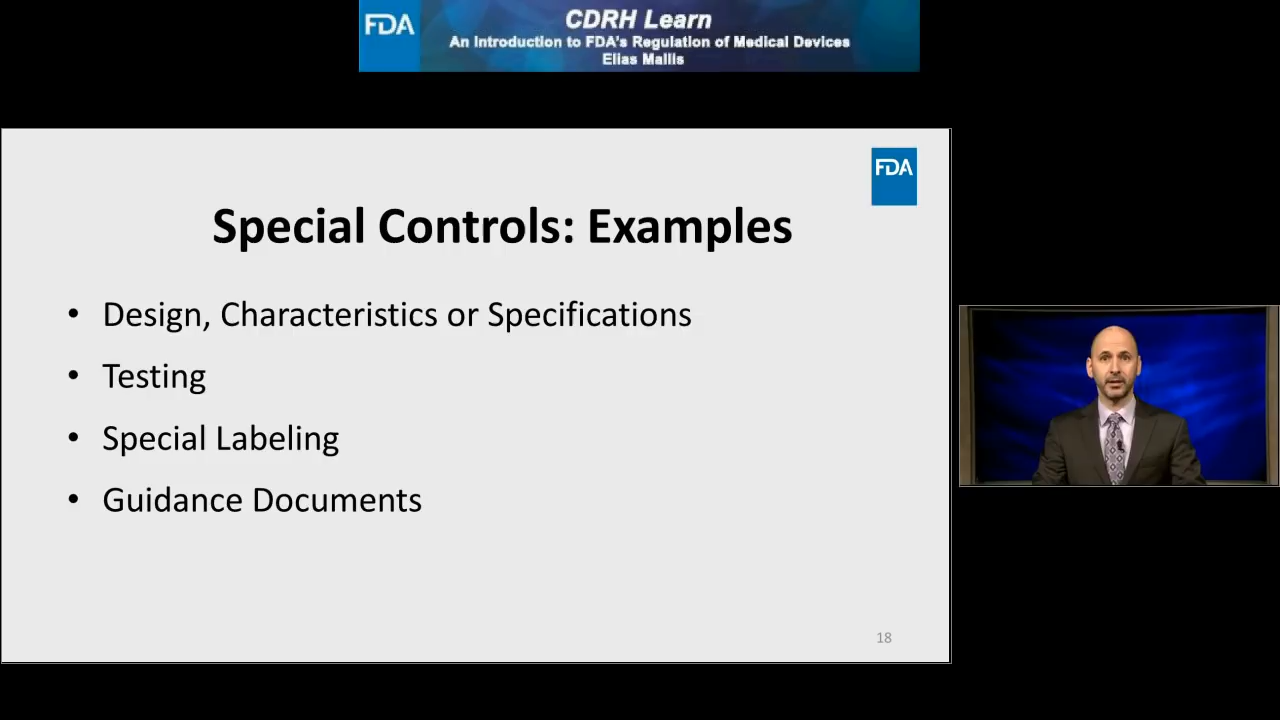 FDA
CDRH Learn
An Introduction to FDA's Regulation of Medical Devices
Elias Mallis
FDA
Special Controls: Examples
• Design, Characteristics or Specifications
• Testing
• Special Labeling
• Guidance Documents
18